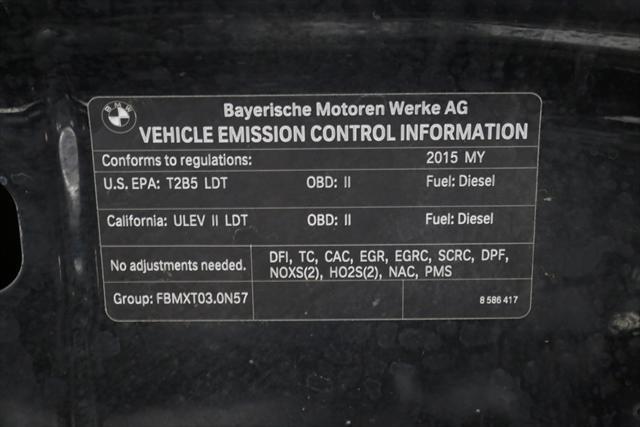 BMW
Bayerische Motoren Werke AG
VEHICLE EMISSION CONTROL INFORMATION
Conforms to regulations: 2015 MY
U.S. EPA: T2B5 LDT OBD: II Fuel: Diesel
California: ULEV II LDT OBD: II Fuel: Diesel
No adjustments needed.
DFI, TC, CAC, EGR, EGRC, SCRC, DPF,
NOXS(2), HO2S(2), NAC, PMS
Group: FBMXT03.0N57 8 586 417